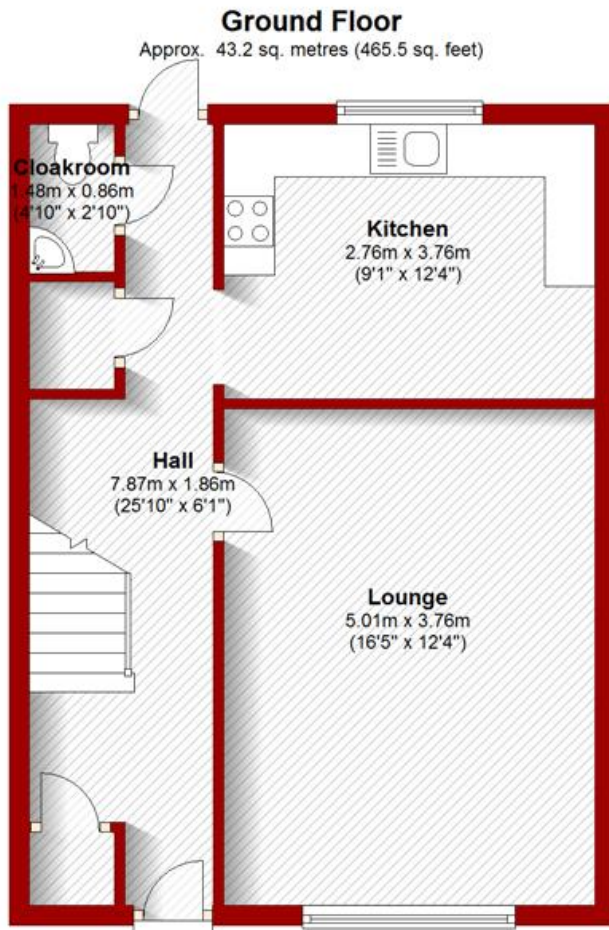 Ground Floor
Approx. 43.2 sq. metres (465.5 sq. feet)
Cloakroom
1.48m x 0.86m
(4'10" x 2'10")
Kitchen
2.76m x 3.76m
(9'1" x 12'4")
Hall
7.87m x 1.86m
(25'10" x 6'1")
Lounge
5.01m x 3.76m
(16'5" x 12'4")